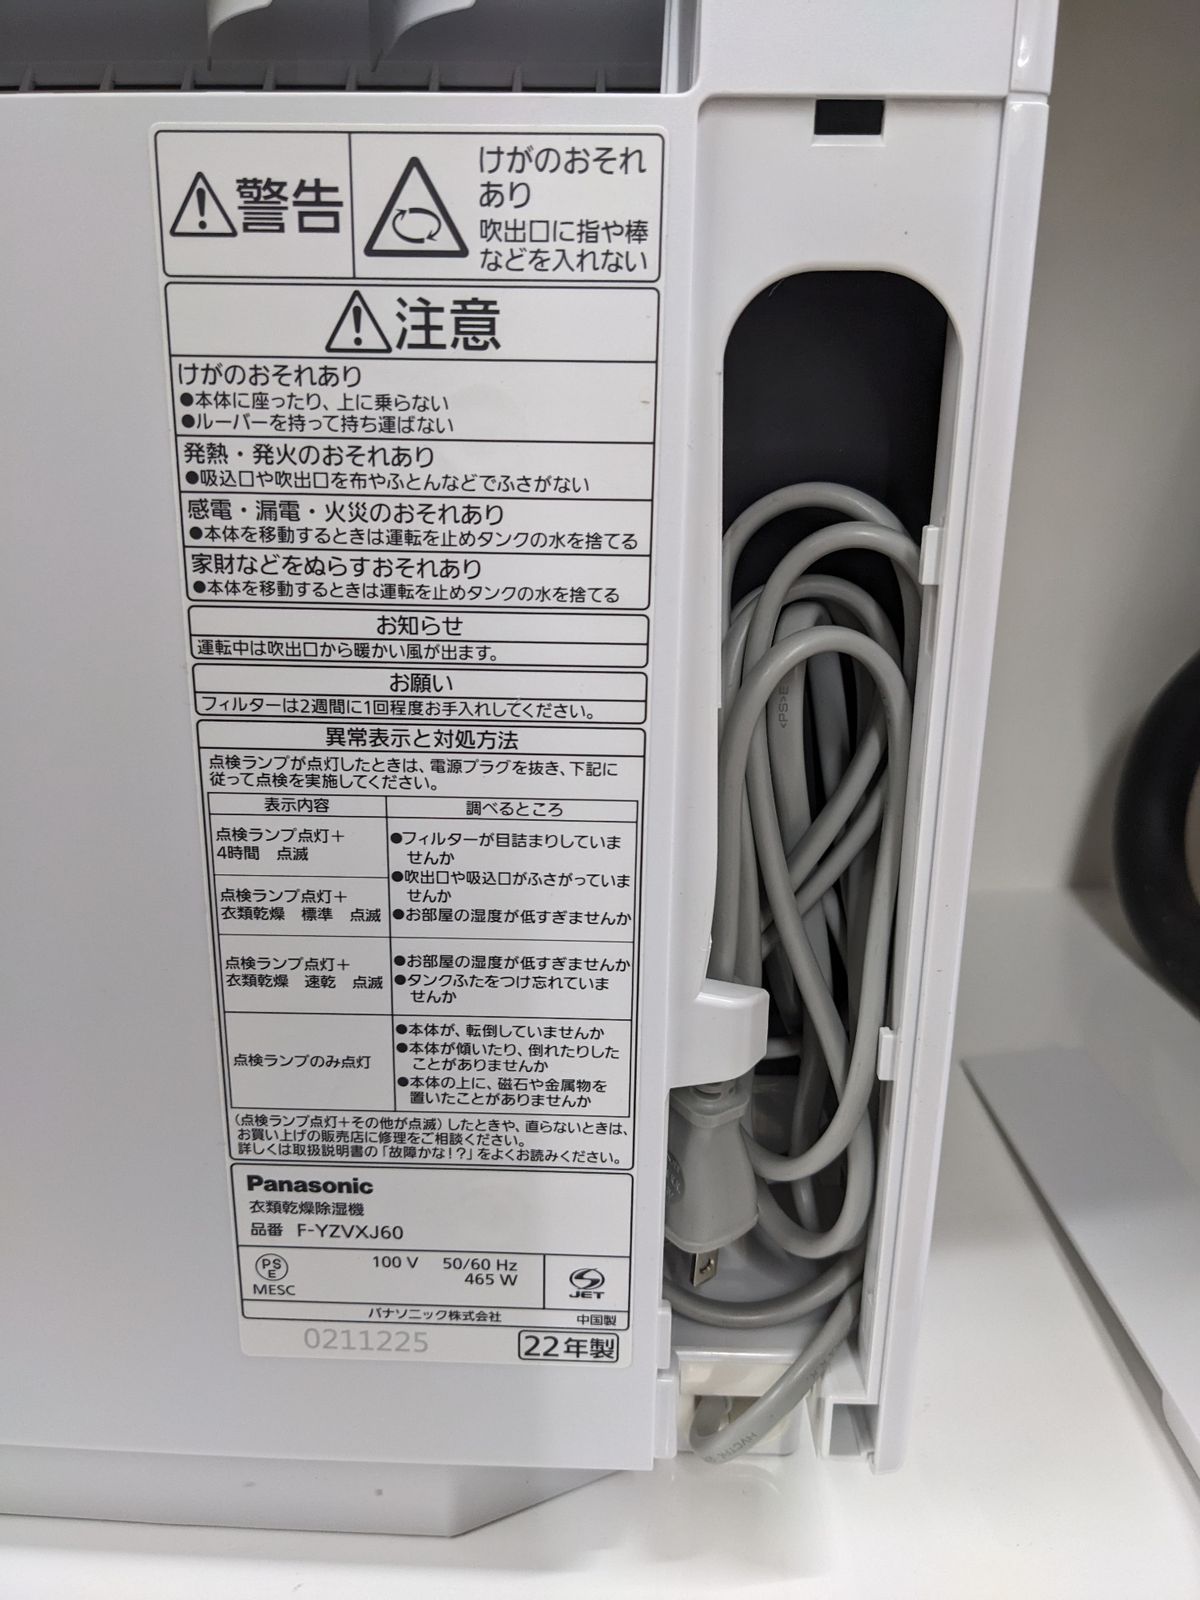 警告
けがのおそれ
あり
吹出口に指や棒
などを入れない
注意
けがのおそれあり
●本体に座ったり、上に乗らない
●ルーバーを持って持ち運ばない
発熱・発火のおそれあり
●吸込口や吹出口を布やふとんなどでふさがない
感電・漏電・火災のおそれあり
●本体を移動するときは運転を止めタンクの水を捨てる
家財などをぬらすおそれあり
●本体を移動するときは運転を止めタンクの水を捨てる
お知らせ
運転中は吹出口から暖かい風が出ます。
お願い
フィルターは2週間に1回程度お手入れしてください。
異常表示と対処方法
点検ランプが点灯したときは、電源プラグを抜き、下記に
従って点検を実施してください。
表示内容
調べるところ
点検ランプ点灯＋
4時間 点滅
点検ランプ点灯＋
衣類乾燥 標準 点滅
●フィルターが目詰まりしていま
せんか
●吹出口や吸込口がふさがっていま
せんか
●お部屋の湿度が低すぎませんか
点検ランプ点灯＋
衣類乾燥 速乾 点滅
●お部屋の湿度が低すぎませんか
●タンクふたをつけ忘れていま
せんか
点検ランプのみ点灯
●本体が、転倒していませんか
●本体が傾いたり、倒れたりした
ことがありませんか
●本体の上に、磁石や金属物を
置いたことがありませんか
（点検ランプ点灯＋その他が点滅）したときや、直らないときは、
お買い上げの販売店に修理をご相談ください。
詳しくは取扱説明書の「故障かな！？」をよくお読みください。
Panasonic
衣類乾燥除湿機
品番 F-YZVXJ60
PS
E
MESC
100 V 50/60 Hz
465 W
JET
パナソニック株式会社
中国製
0211225
22年製
<PS>E